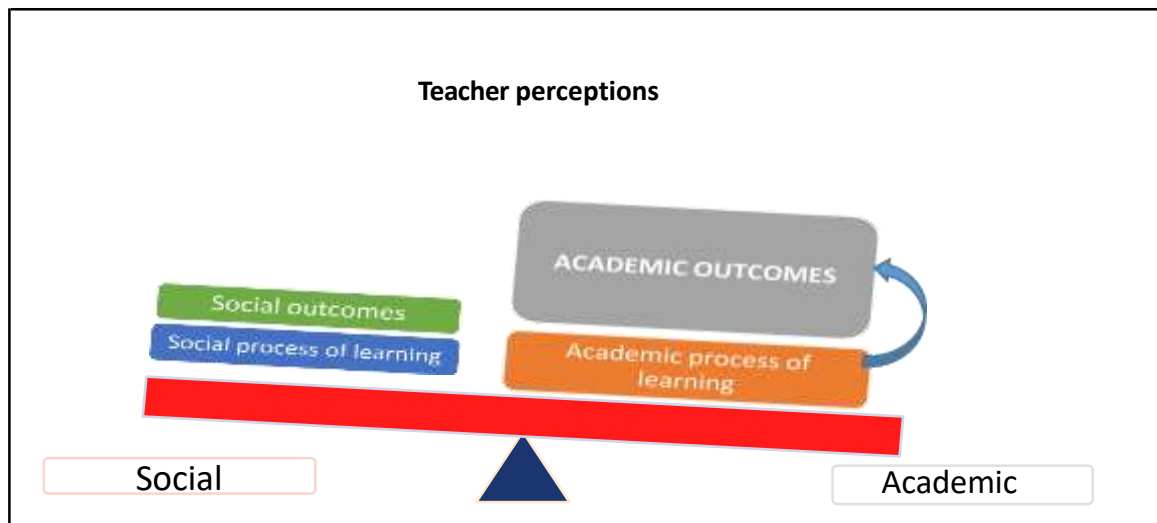 Teacher perceptions
ACADEMIC OUTCOMES
Social outcomes
Social process of learning
Academic process of
learning
Social
Academic